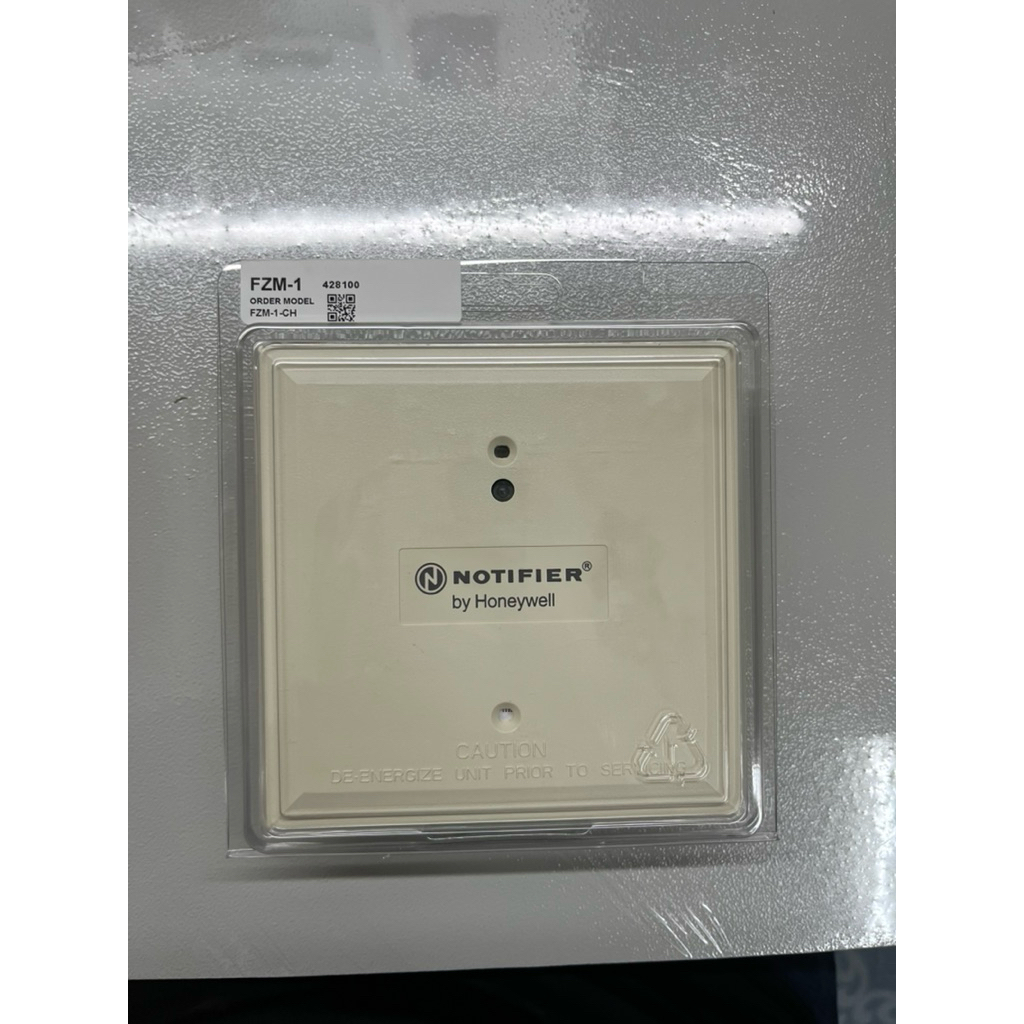 FZM-1 428100
ORDER MODEL
FZM-1-CH
N NOTIFIER®
by Honeywell
CAUTION
DE-ENERGIZE UNIT PRIOR TO SERVICING